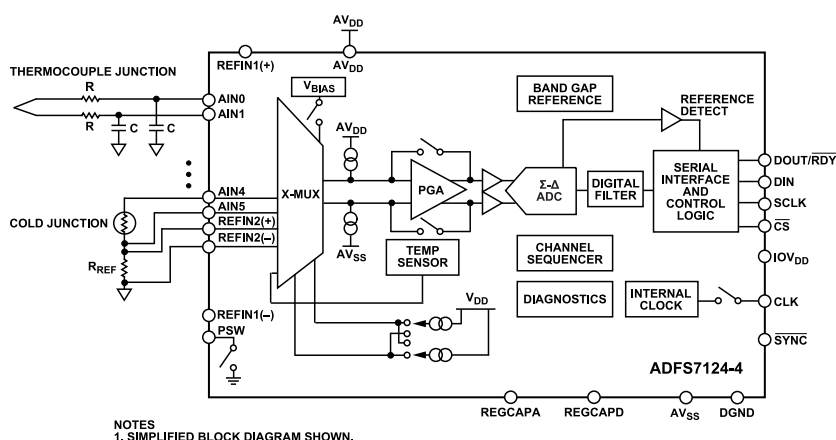 AVDD
REFIN1(+)
AVDD
THERMOCOUPLE JUNCTION
R
AIN0
AIN1
R
C
C
VBIAS
BAND GAP
REFERENCE
REFERENCE
DETECT
AVDD
X-MUX
PGA
Σ-Δ
ADC
DIGITAL
FILTER
SERIAL
INTERFACE
AND
CONTROL
LOGIC
DOUT/RDY
DIN
SCLK
CS
IOVDD
CLK
SYNC
AIN4
AIN5
REFIN2(+)
REFIN2(–)
COLD JUNCTION
RREF
AVSS
TEMP
SENSOR
CHANNEL
SEQUENCER
DIAGNOSTICS
INTERNAL
CLOCK
VDD
REFIN1(–)
PSW
ADFS7124-4
REGCAPA
REGCAPD
AVSS
DGND
NOTES
1. SIMPLIFIED BLOCK DIAGRAM SHOWN.